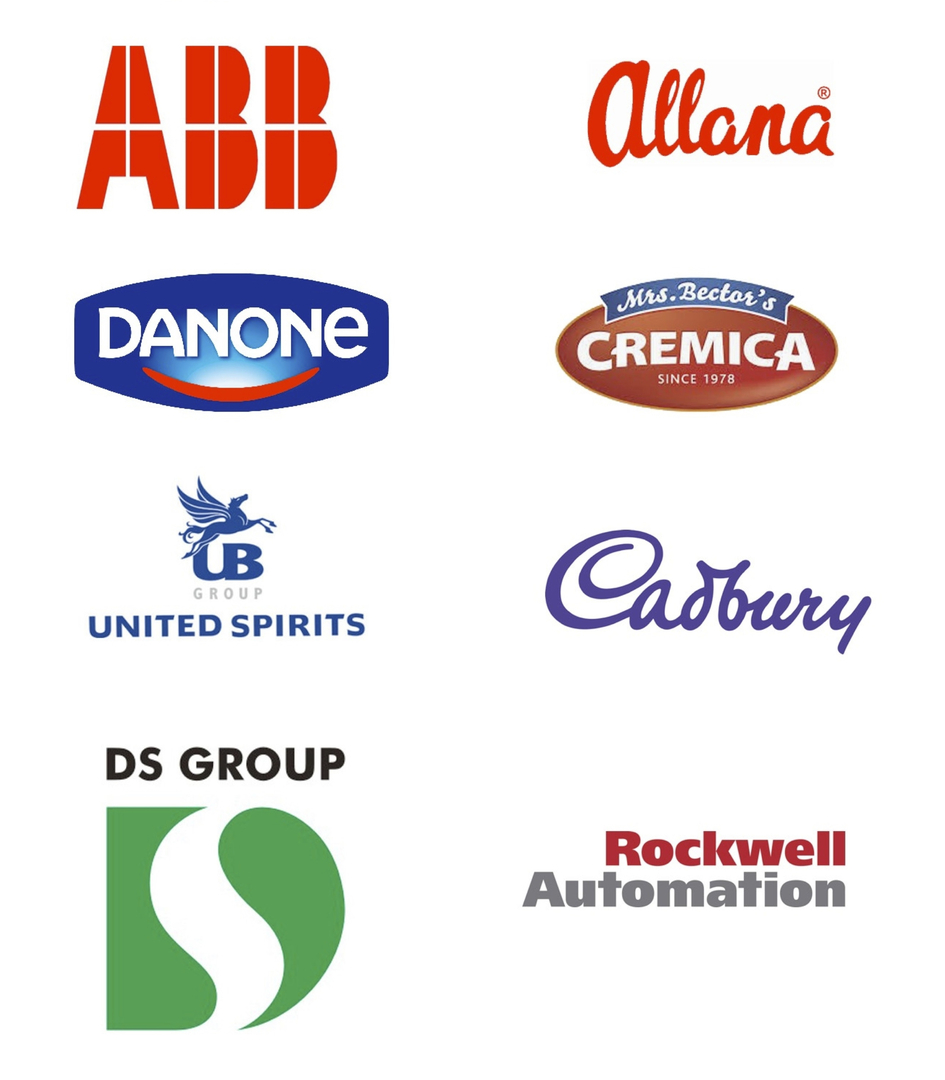 ABB
Allana®
DANONE
Mrs. Bector's
CREMICA
SINCE 1978
UB
GROUP
UNITED SPIRITS
Cadbury
DS GROUP
Rockwell
Automation